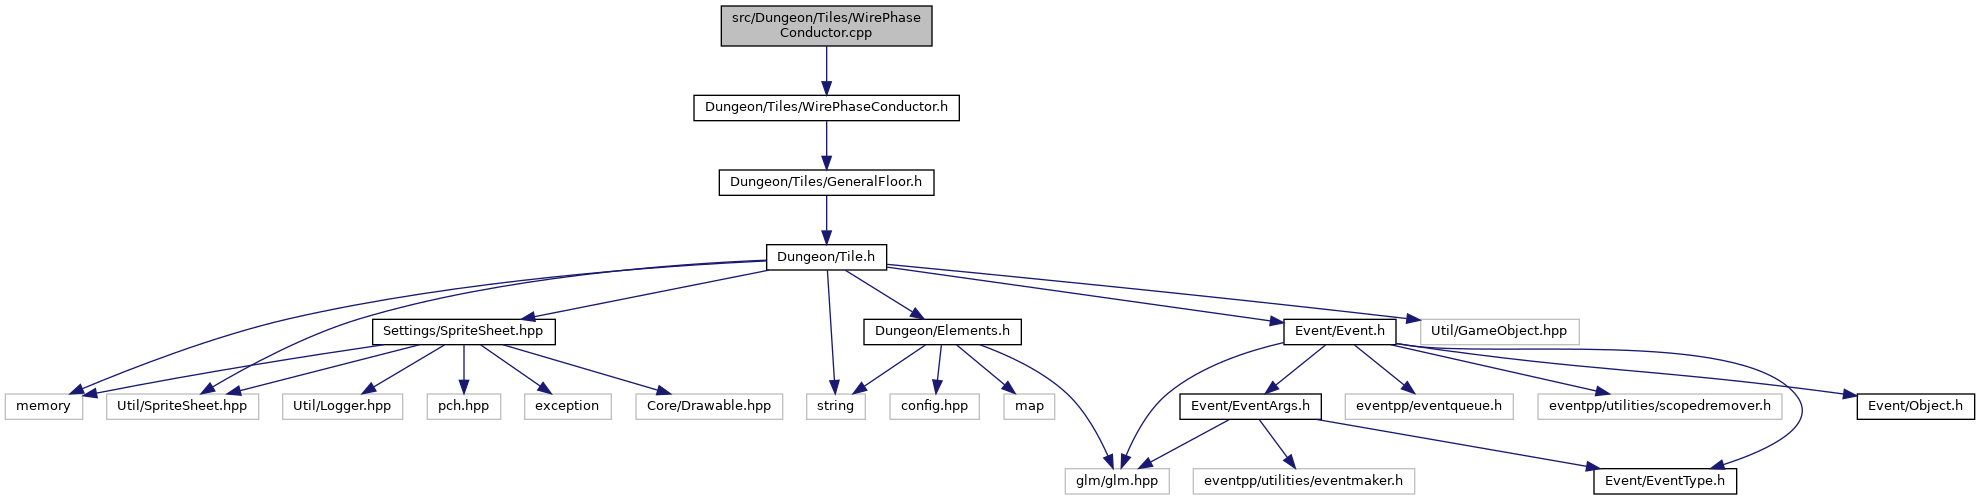 src/Dungeon/Tiles/WirePhase
Conductor.cpp
Dungeon/Tiles/WirePhaseConductor.h
Dungeon/Tiles/GeneralFloor.h
Dungeon/Tile.h
Settings/SpriteSheet.hpp
Dungeon/Elements.h
Event/Event.h
Util/GameObject.hpp
memory
Util/SpriteSheet.hpp
Util/Logger.hpp
pch.hpp
exception
Core/Drawable.hpp
string
config.hpp
map
Event/EventArgs.h
eventpp/eventqueue.h
eventpp/utilities/scopedremover.h
Event/Object.h
glm/glm.hpp
eventpp/utilities/eventmaker.h
Event/EventType.h